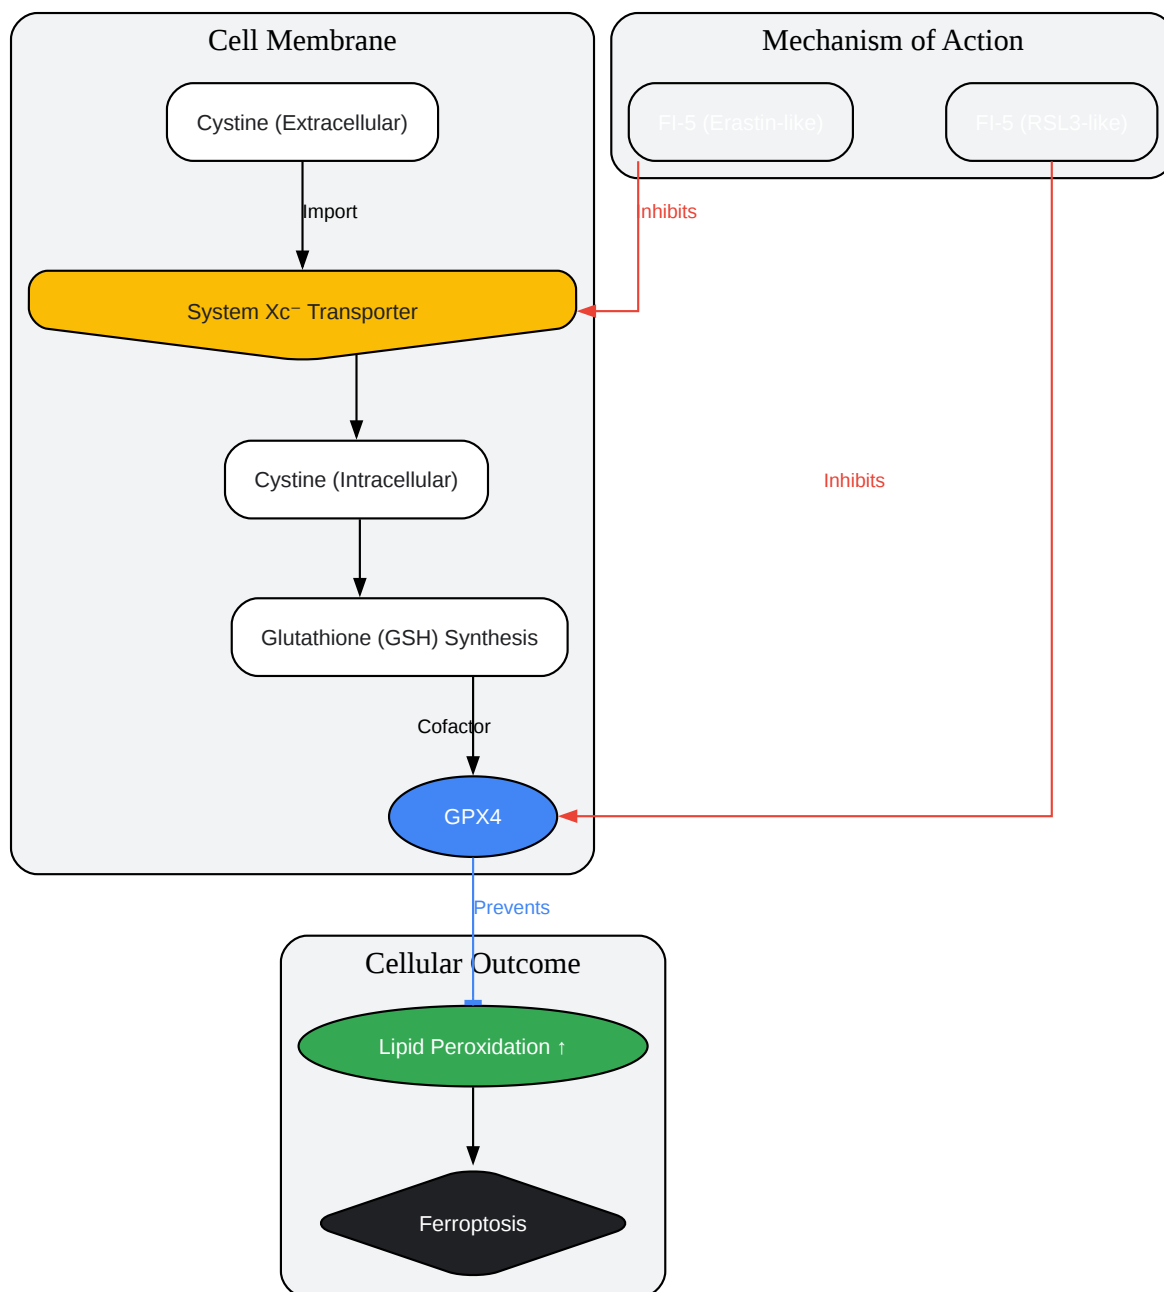 Cell Membrane
Mechanism of Action
Cystine (Extracellular)
FI-5 (Erastin-like)
FI-5 (RSL3-like)
Import
Inhibits
System Xc⁻ Transporter
Cystine (Intracellular)
Inhibits
Glutathione (GSH) Synthesis
Cofactor
GPX4
Prevents
Cellular Outcome
Lipid Peroxidation ↑
Ferroptosis